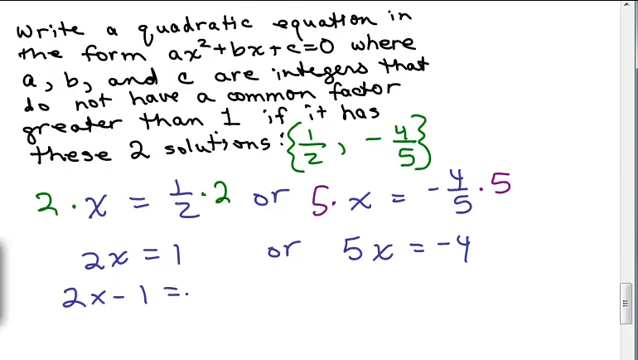 Write a quadratic equation in
the form ax²+bx+c=0 where
a, b, and c are integers that
do not have a common factor
greater than 1 if it has
these 2 solutions: {1/2, -4/5}
2 · x = 1/2 · 2 or 5 · x = -4/5 · 5
2x = 1 or 5x = -4
2x - 1 =